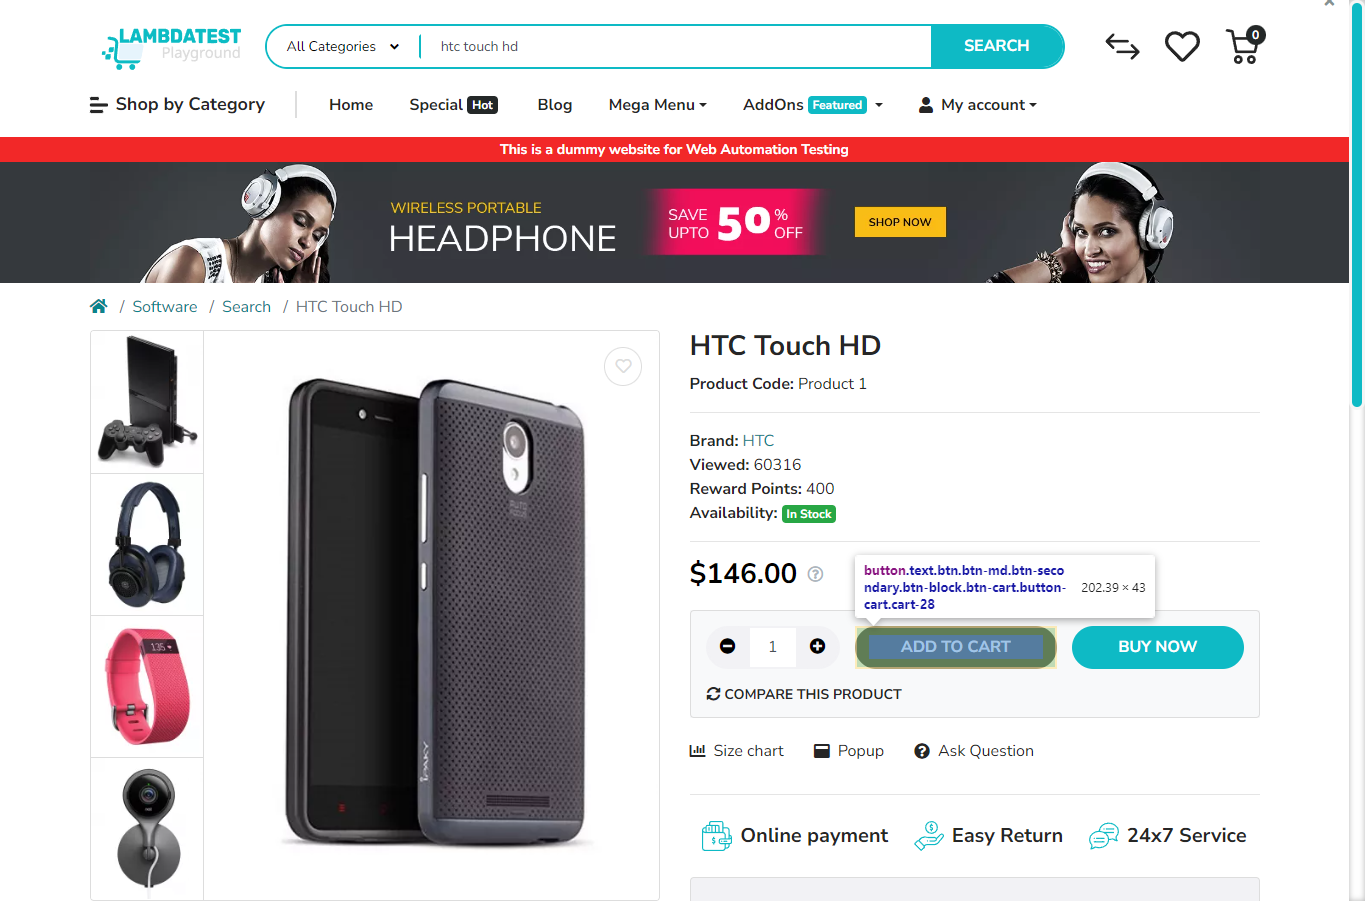 LAMBDATEST
Playground
All Categories
htc touch hd
SEARCH
0
Shop by Category
Home
Special Hot
Blog
Mega Menu
AddOns Featured
My account
This is a dummy website for Web Automation Testing
WIRELESS PORTABLE
HEADPHONE
SAVE
UPTO
50
%
OFF
SHOP NOW
/ Software / Search / HTC Touch HD
HTC Touch HD
Product Code: Product 1
Brand: HTC
Viewed: 60316
Reward Points: 400
Availability: In Stock
$146.00
button.text.btn.btn-md.btn-seco
ndary.btn-block.btn-cart.button-
cart.cart-28
202.39 × 43
1
ADD TO CART
BUY NOW
COMPARE THIS PRODUCT
Size chart
Popup
Ask Question
Online payment
Easy Return
24x7 Service
135
iPAKY